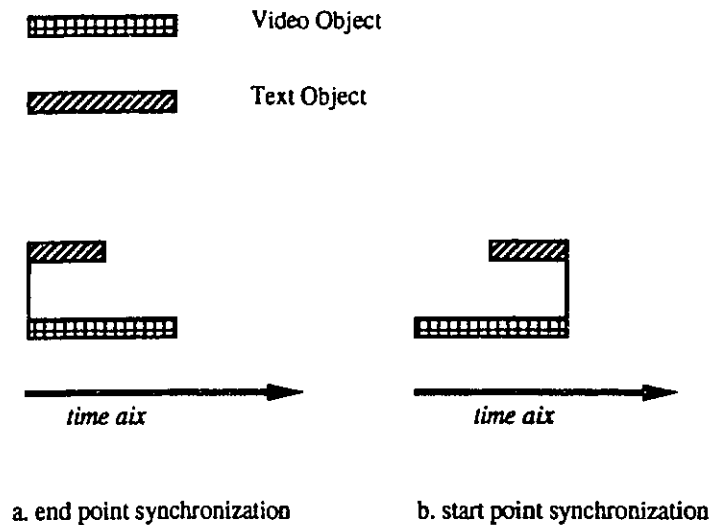 Video Object
Text Object
time aix
time aix
a. end point synchronization
b. start point synchronization